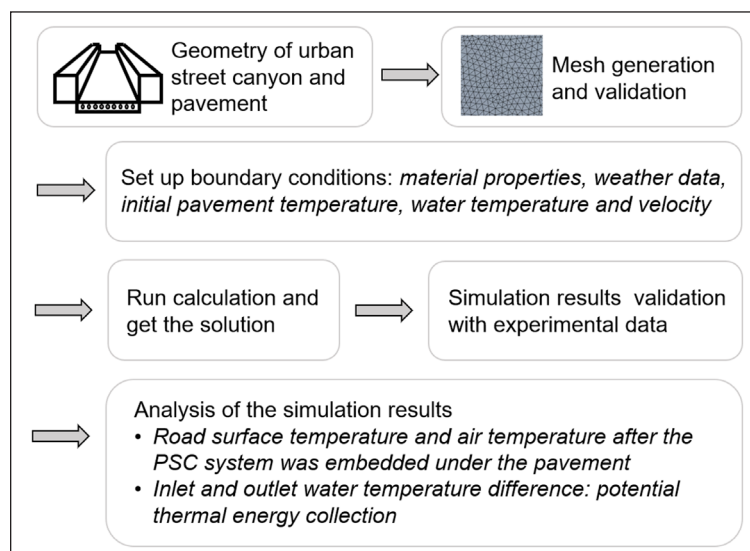 Geometry of urban
street canyon and
pavement
Mesh generation
and validation
Set up boundary conditions: material properties, weather data,
initial pavement temperature, water temperature and velocity
Run calculation and
get the solution
Simulation results validation
with experimental data
Analysis of the simulation results
• Road surface temperature and air temperature after the
PSC system was embedded under the pavement
• Inlet and outlet water temperature difference: potential
thermal energy collection